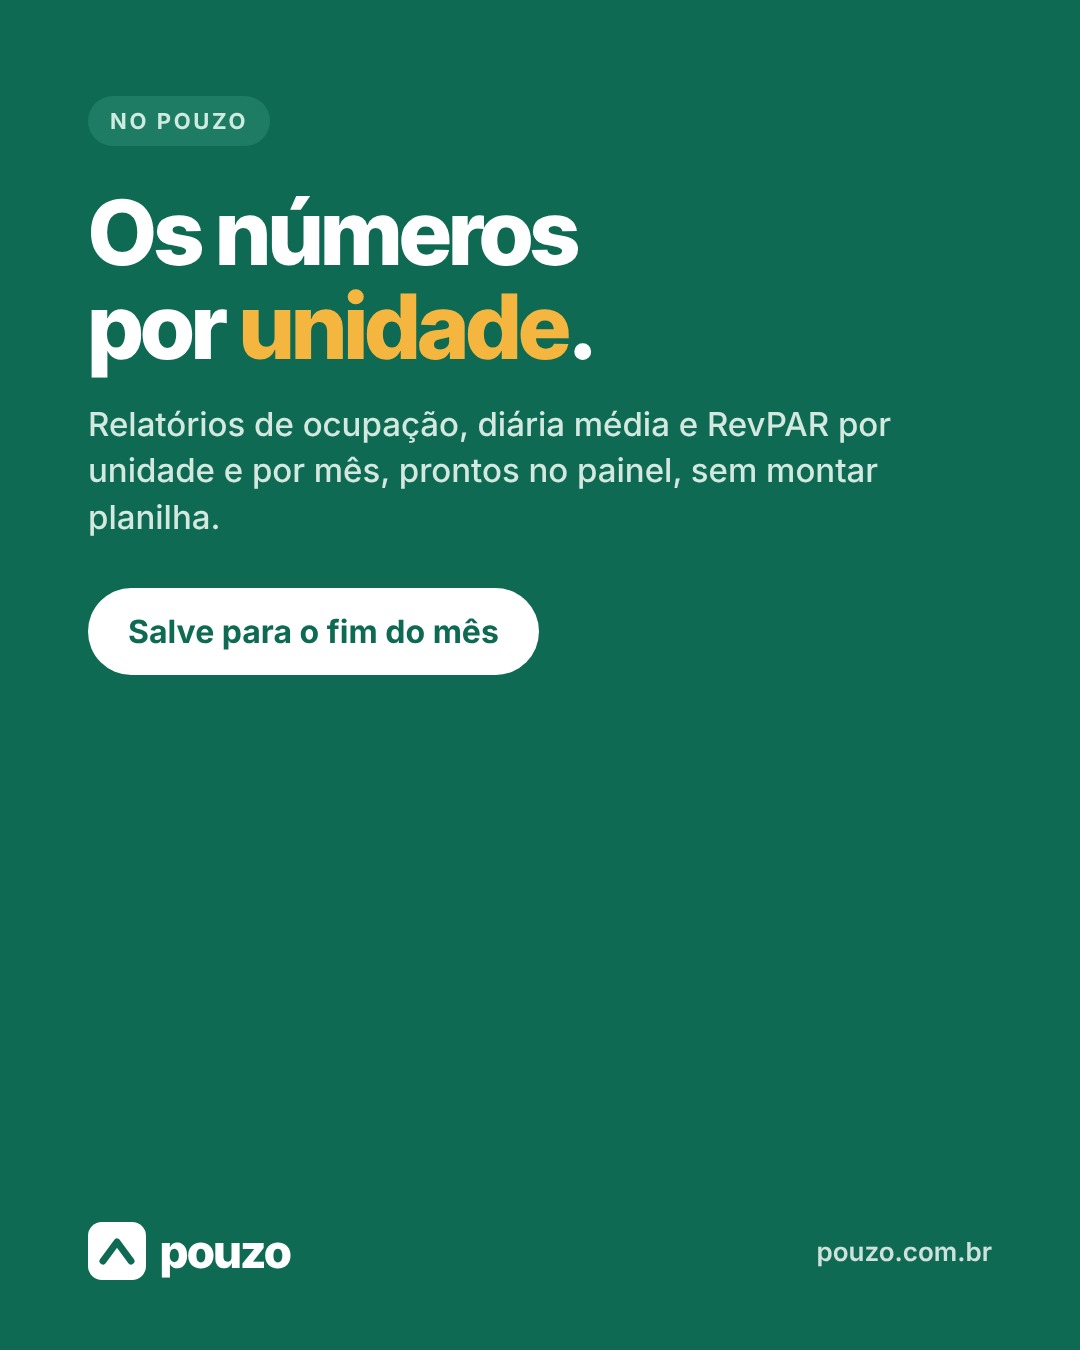 NO POUZO
Os números
por unidade.
Relatórios de ocupação, diária média e RevPAR por
unidade e por mês, prontos no painel, sem montar
planilha.
Salve para o fim do mês
pouzo
pouzo.com.br